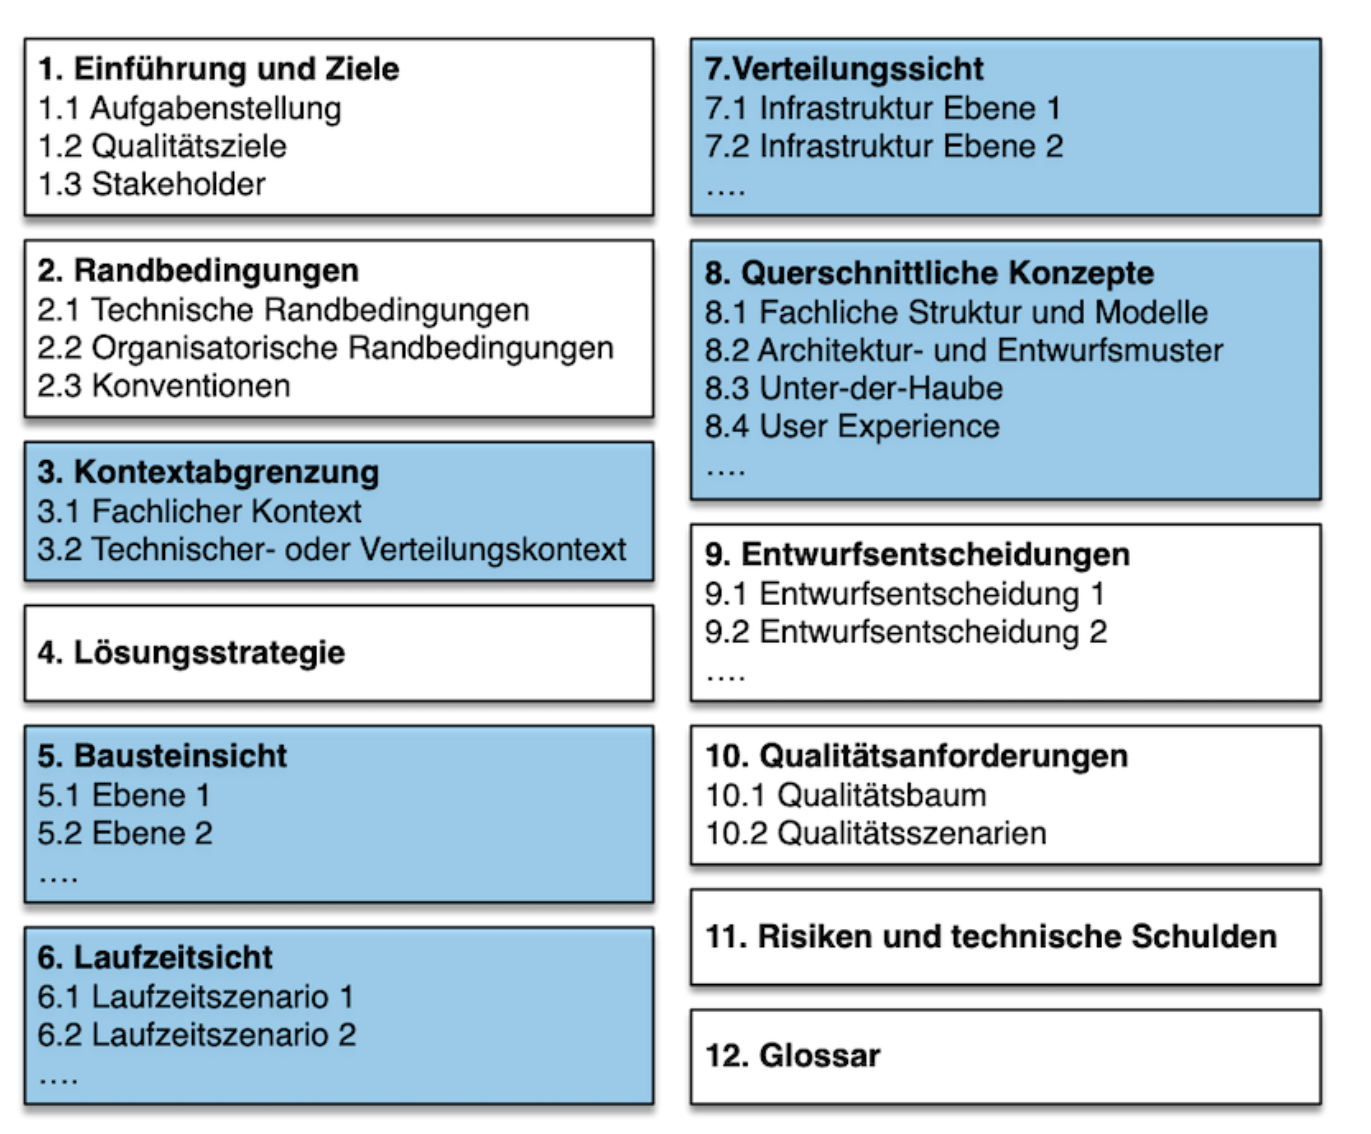 1. Einführung und Ziele
1.1 Aufgabenstellung
1.2 Qualitätsziele
1.3 Stakeholder
2. Randbedingungen
2.1 Technische Randbedingungen
2.2 Organisatorische Randbedingungen
2.3 Konventionen
3. Kontextabgrenzung
3.1 Fachlicher Kontext
3.2 Technischer- oder Verteilungskontext
4. Lösungsstrategie
5. Bausteinsicht
5.1 Ebene 1
5.2 Ebene 2
....
6. Laufzeitsicht
6.1 Laufzeitszenario 1
6.2 Laufzeitszenario 2
....
7.Verteilungssicht
7.1 Infrastruktur Ebene 1
7.2 Infrastruktur Ebene 2
....
8. Querschnittliche Konzepte
8.1 Fachliche Struktur und Modelle
8.2 Architektur- und Entwurfsmuster
8.3 Unter-der-Haube
8.4 User Experience
....
9. Entwurfsentscheidungen
9.1 Entwurfsentscheidung 1
9.2 Entwurfsentscheidung 2
....
10. Qualitätsanforderungen
10.1 Qualitätsbaum
10.2 Qualitätsszenarien
11. Risiken und technische Schulden
12. Glossar